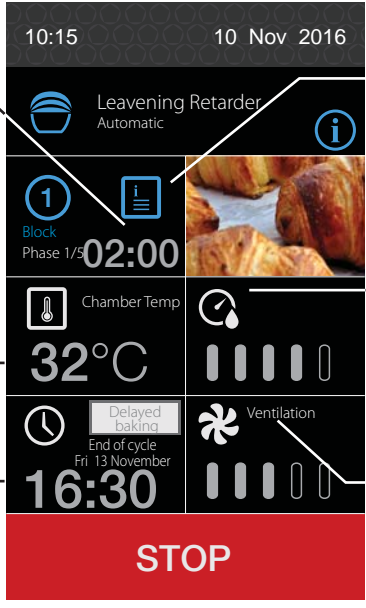 10:15 10 Nov 2016
Leavening Retarder
Automatic
i
1
i
Block
Phase 1/5 02:00
Chamber Temp
32°C
Delayed
baking
End of cycle
Fri 13 November
16:30
Ventilation
STOP